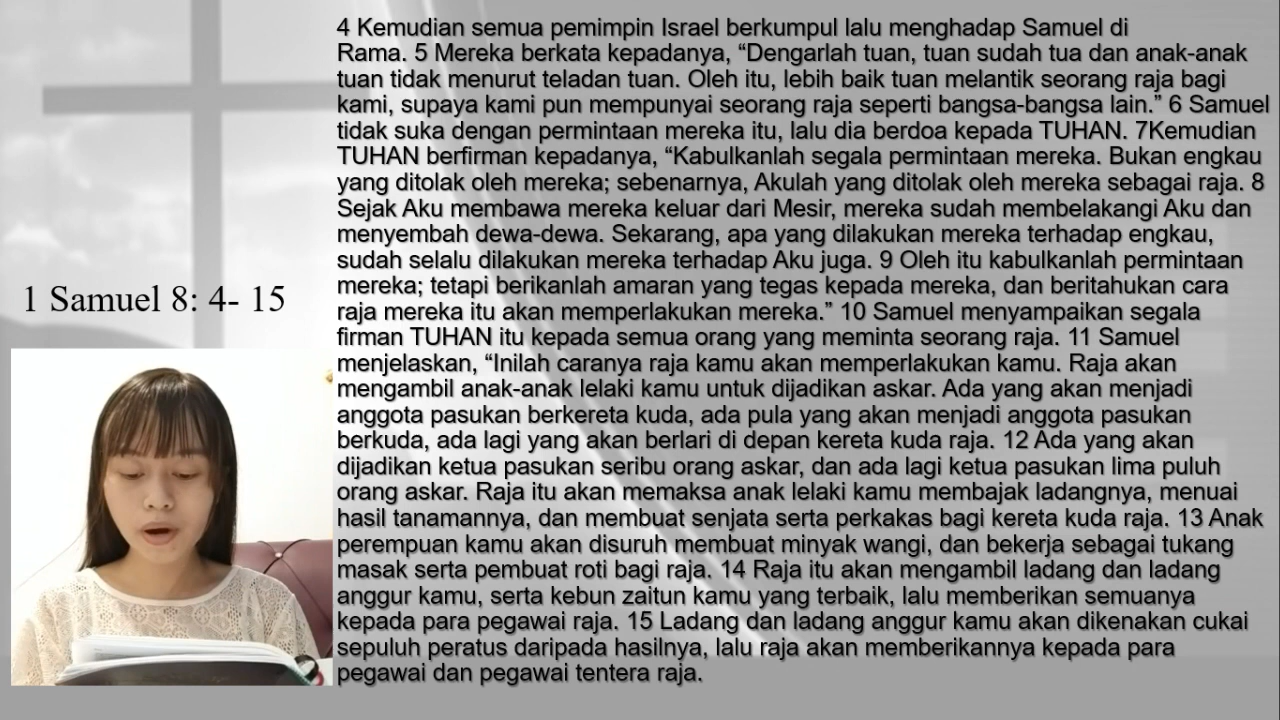 1 Samuel 8: 4- 15
4 Kemudian semua pemimpin Israel berkumpul lalu menghadap Samuel di
Rama. 5 Mereka berkata kepadanya, “Dengarlah tuan, tuan sudah tua dan anak-anak
tuan tidak menurut teladan tuan. Oleh itu, lebih baik tuan melantik seorang raja bagi
kami, supaya kami pun mempunyai seorang raja seperti bangsa-bangsa lain.” 6 Samuel
tidak suka dengan permintaan mereka itu, lalu dia berdoa kepada TUHAN. 7Kemudian
TUHAN berfirman kepadanya, “Kabulkanlah segala permintaan mereka. Bukan engkau
yang ditolak oleh mereka; sebenarnya, Akulah yang ditolak oleh mereka sebagai raja. 8
Sejak Aku membawa mereka keluar dari Mesir, mereka sudah membelakangi Aku dan
menyembah dewa-dewa. Sekarang, apa yang dilakukan mereka terhadap engkau,
sudah selalu dilakukan mereka terhadap Aku juga. 9 Oleh itu kabulkanlah permintaan
mereka; tetapi berikanlah amaran yang tegas kepada mereka, dan beritahukan cara
raja mereka itu akan memperlakukan mereka.” 10 Samuel menyampaikan segala
firman TUHAN itu kepada semua orang yang meminta seorang raja. 11 Samuel
menjelaskan, “Inilah caranya raja kamu akan memperlakukan kamu. Raja akan
mengambil anak-anak lelaki kamu untuk dijadikan askar. Ada yang akan menjadi
anggota pasukan berkereta kuda, ada pula yang akan menjadi anggota pasukan
berkuda, ada lagi yang akan berlari di depan kereta kuda raja. 12 Ada yang akan
dijadikan ketua pasukan seribu orang askar, dan ada lagi ketua pasukan lima puluh
orang askar. Raja itu akan memaksa anak lelaki kamu membajak ladangnya, menuai
hasil tanamannya, dan membuat senjata serta perkakas bagi kereta kuda raja. 13 Anak
perempuan kamu akan disuruh membuat minyak wangi, dan bekerja sebagai tukang
masak serta pembuat roti bagi raja. 14 Raja itu akan mengambil ladang dan ladang
anggur kamu, serta kebun zaitun kamu yang terbaik, lalu memberikan semuanya
kepada para pegawai raja. 15 Ladang dan ladang anggur kamu akan dikenakan cukai
sepuluh peratus daripada hasilnya, lalu raja akan memberikannya kepada para
pegawai dan pegawai tentera raja.